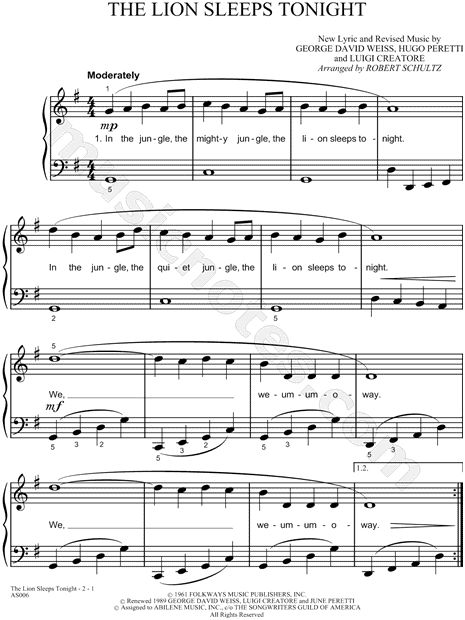 THE LION SLEEPS TONIGHT
New Lyric and Revised Music by
GEORGE DAVID WEISS, HUGO PERETTI
and LUIGI CREATORE
Arranged by ROBERT SCHULTZ
Moderately
1
mp
1. In the jun-gle, the might-y jun-gle, the li - on sleeps to - night.
5
In the jun-gle, the qui - et jun-gle, the li - on sleeps to - night.
2 5
5 2 1 3
We, we - um - um - o - way.
mf
5 3 2 5 3 2 5
1.2.
We, we - um - um - o - way.
The Lion Sleeps Tonight - 2 - 1
AS006
© 1961 FOLKWAYS MUSIC PUBLISHERS, INC.
© Renewed 1989 GEORGE DAVID WEISS, LUIGI CREATORE and JUNE PERETTI
© Assigned to ABILENE MUSIC, INC., c/o THE SONGWRITERS GUILD OF AMERICA
All Rights Reserved
musicnotes.com